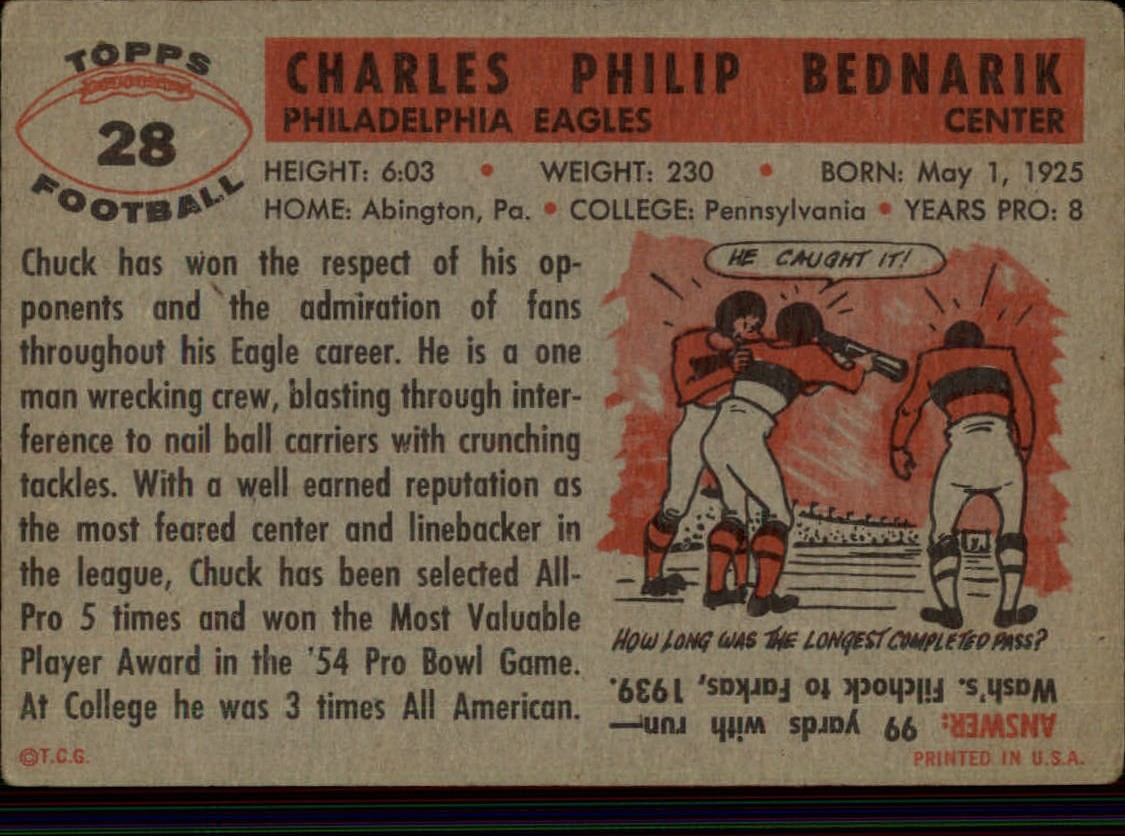 TOPPS
28
FOOTBALL
CHARLES PHILIP BEDNARIK
PHILADELPHIA EAGLES CENTER
HEIGHT: 6:03 • WEIGHT: 230 • BORN: May 1, 1925
HOME: Abington, Pa. • COLLEGE: Pennsylvania • YEARS PRO: 8
Chuck has won the respect of his op-
ponents and the admiration of fans
throughout his Eagle career. He is a one
man wrecking crew, blasting through inter-
ference to nail ball carriers with crunching
tackles. With a well earned reputation as
the most feared center and linebacker in
the league, Chuck has been selected All-
Pro 5 times and won the Most Valuable
Player Award in the '54 Pro Bowl Game.
At College he was 3 times All American.
HE CAUGHT IT!
HOW LONG WAS THE LONGEST COMPLETED PASS?
ANSWER: 99 yards with run—
Wash's. Filchock to Farkas, 1939.
©T.C.G.
PRINTED IN U.S.A.